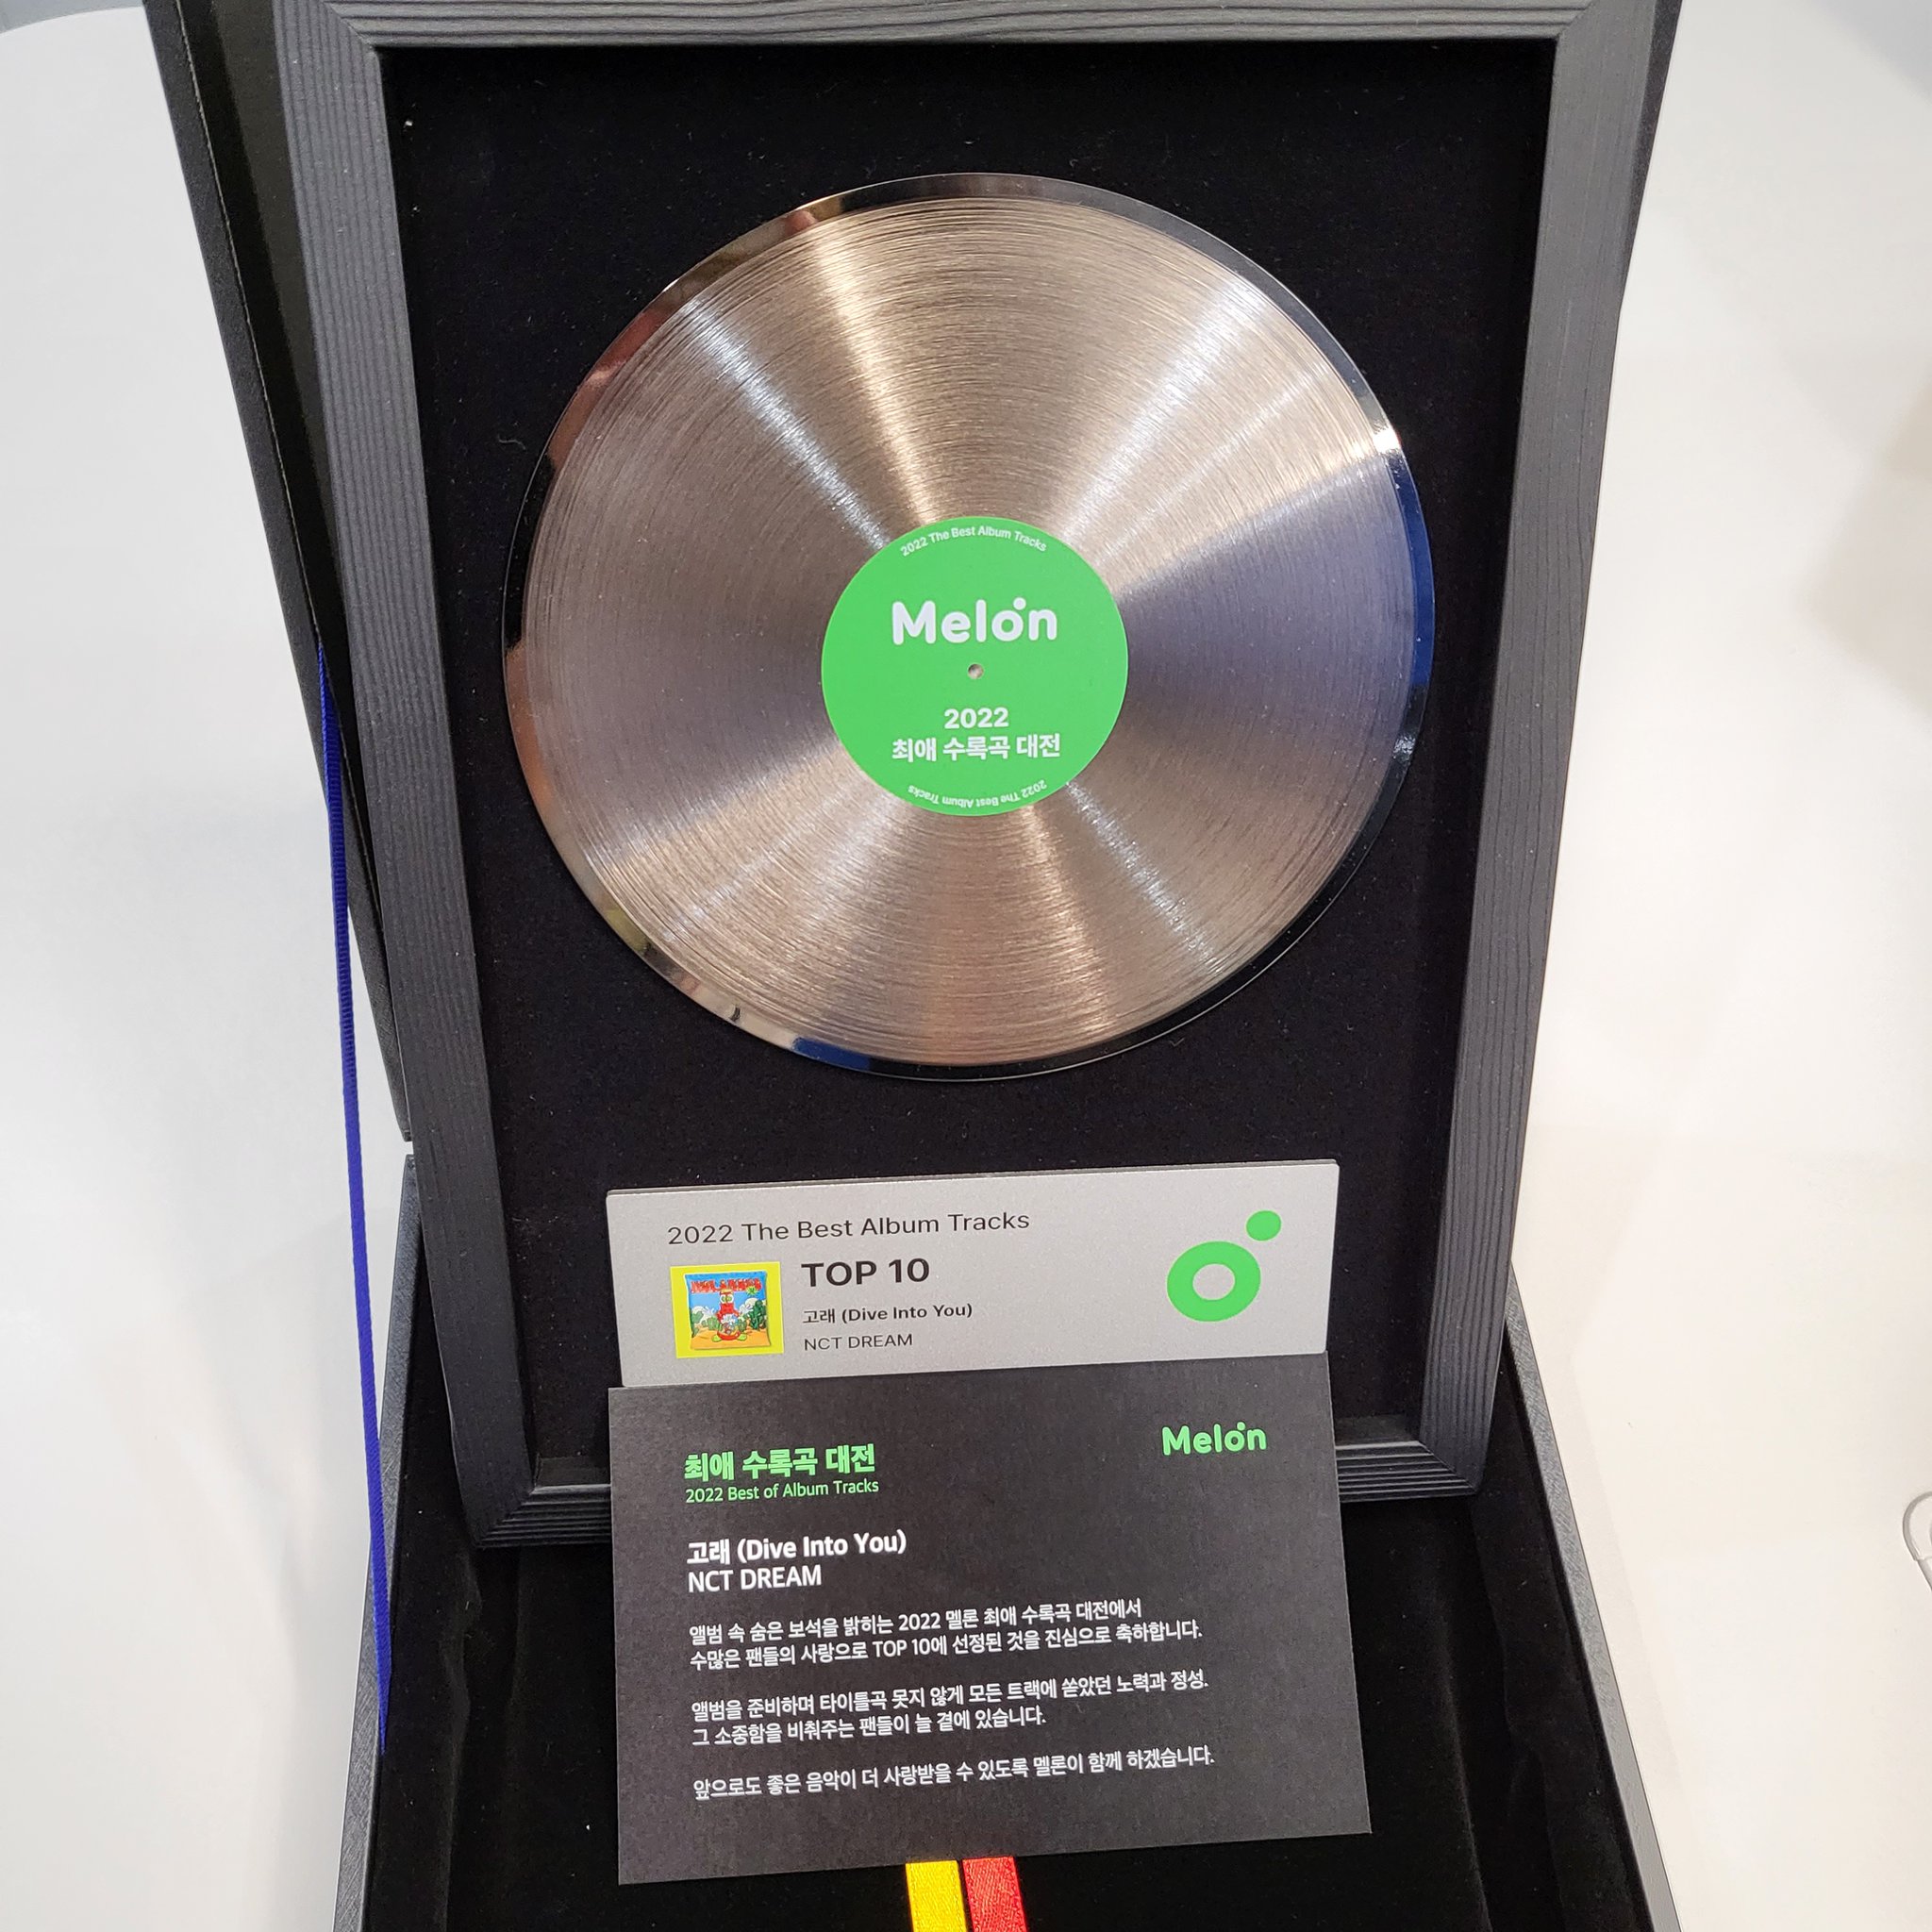 2022 The Best Album Tracks
Melon
2022
최애 수록곡 대전
2022 The Best Album Tracks
2022 The Best Album Tracks
TOP 10
고래 (Dive Into You)
NCT DREAM
Melon
최애 수록곡 대전
2022 Best of Album Tracks
고래 (Dive Into You)
NCT DREAM
앨범 속 숨은 보석을 밝히는 2022 멜론 최애 수록곡 대전에서
수많은 팬들의 사랑으로 TOP 10에 선정된 것을 진심으로 축하합니다.
앨범을 준비하며 타이틀곡 못지 않게 모든 트랙에 쏟았던 노력과 정성.
그 소중함을 비춰주는 팬들이 늘 곁에 있습니다.
앞으로도 좋은 음악이 더 사랑받을 수 있도록 멜론이 함께 하겠습니다.